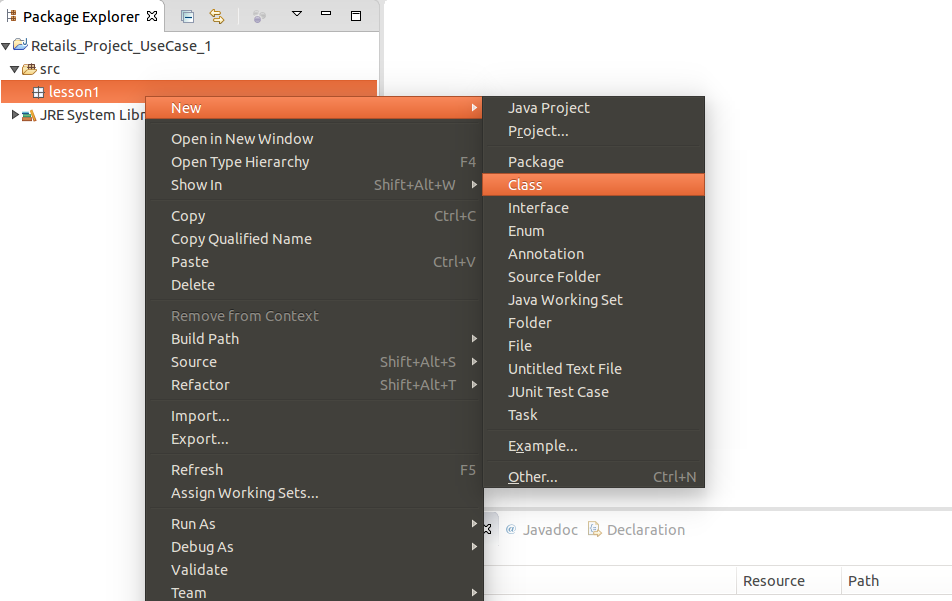 Package Explorer
Retails_Project_UseCase_1
src
lesson1
JRE System Libr
New
Open in New Window
Open Type Hierarchy F4
Show In Shift+Alt+W
Copy Ctrl+C
Copy Qualified Name
Paste Ctrl+V
Delete
Remove from Context
Build Path
Source Shift+Alt+S
Refactor Shift+Alt+T
Import...
Export...
Refresh F5
Assign Working Sets...
Run As
Debug As
Validate
Team
Java Project
Project...
Package
Class
Interface
Enum
Annotation
Source Folder
Java Working Set
Folder
File
Untitled Text File
JUnit Test Case
Task
Example...
Other... Ctrl+N
@ Javadoc Declaration
Resource Path